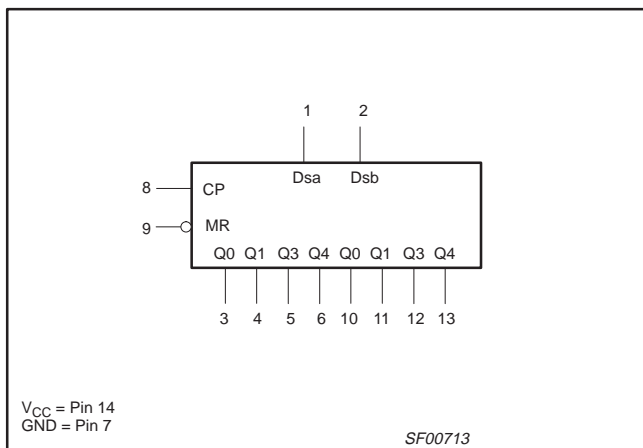 1 2
Dsa Dsb
8 CP
9 MR
Q0 Q1 Q3 Q4 Q0 Q1 Q3 Q4
3 4 5 6 10 11 12 13
VCC = Pin 14
GND = Pin 7
SF00713